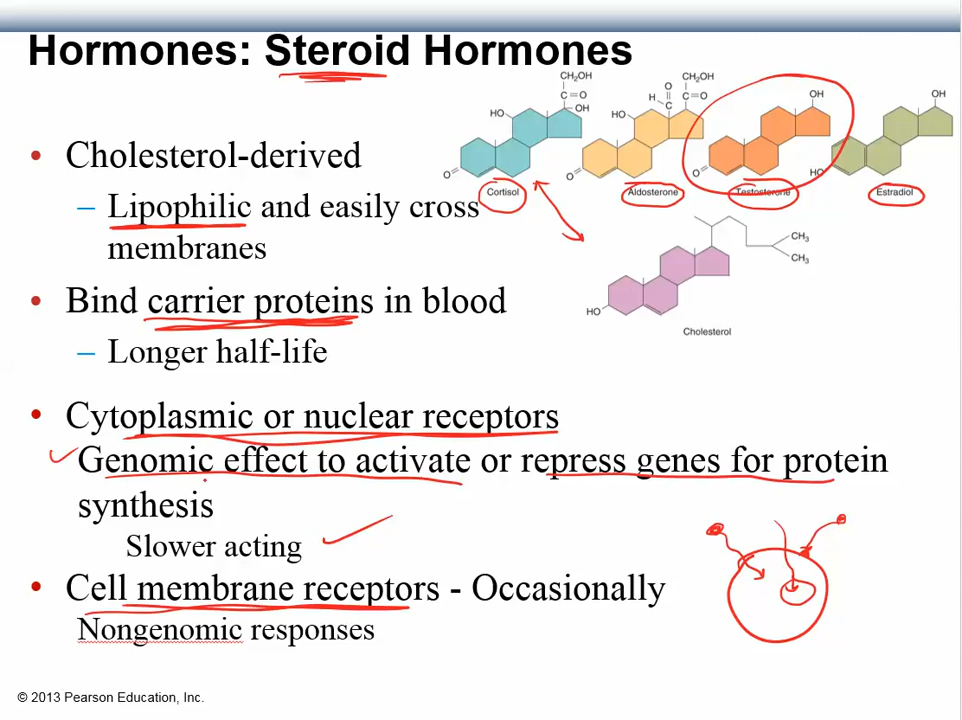 Hormones: Steroid Hormones
• Cholesterol-derived
– Lipophilic and easily cross
membranes
• Bind carrier proteins in blood
– Longer half-life
• Cytoplasmic or nuclear receptors
Genomic effect to activate or repress genes for protein
synthesis
Slower acting
• Cell membrane receptors - Occasionally
Nongenomic responses
CH₂OH
C=O
OH
HO
O
Cortisol
CH₂OH
O
H
C
C=O
HO
O
Aldosterone
OH
O
Testosterone
OH
HO
Estradiol
CH₃
CH₃
HO
Cholesterol
© 2013 Pearson Education, Inc.